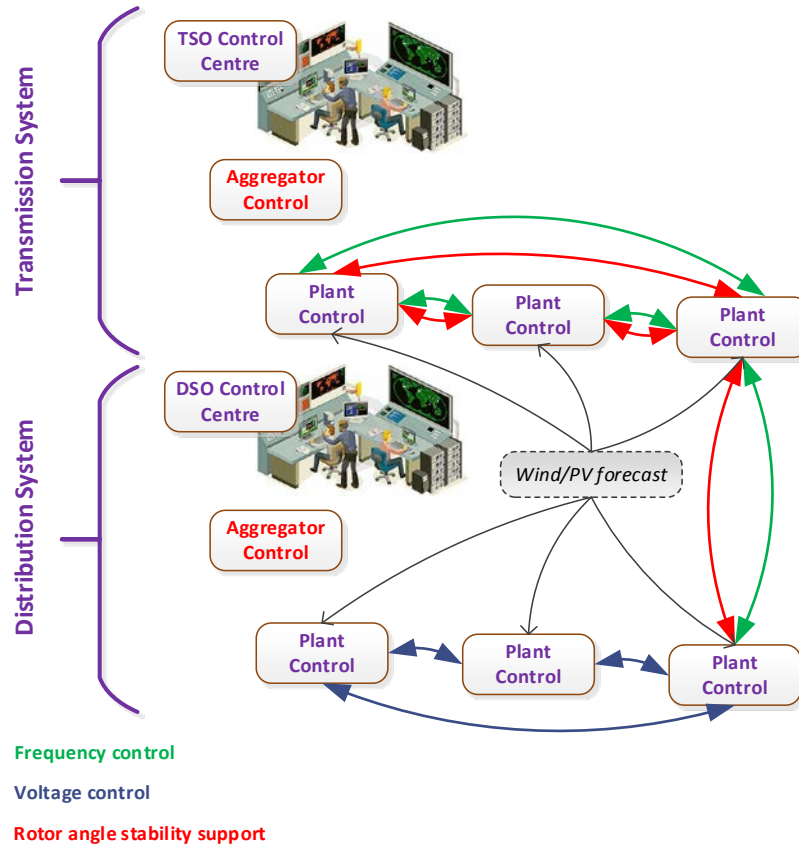 Transmission System
TSO Control
Centre
Aggregator
Control
Plant
Control
Plant
Control
Plant
Control
Distribution System
DSO Control
Centre
Wind/PV forecast
Aggregator
Control
Plant
Control
Plant
Control
Plant
Control
Frequency control
Voltage control
Rotor angle stability support